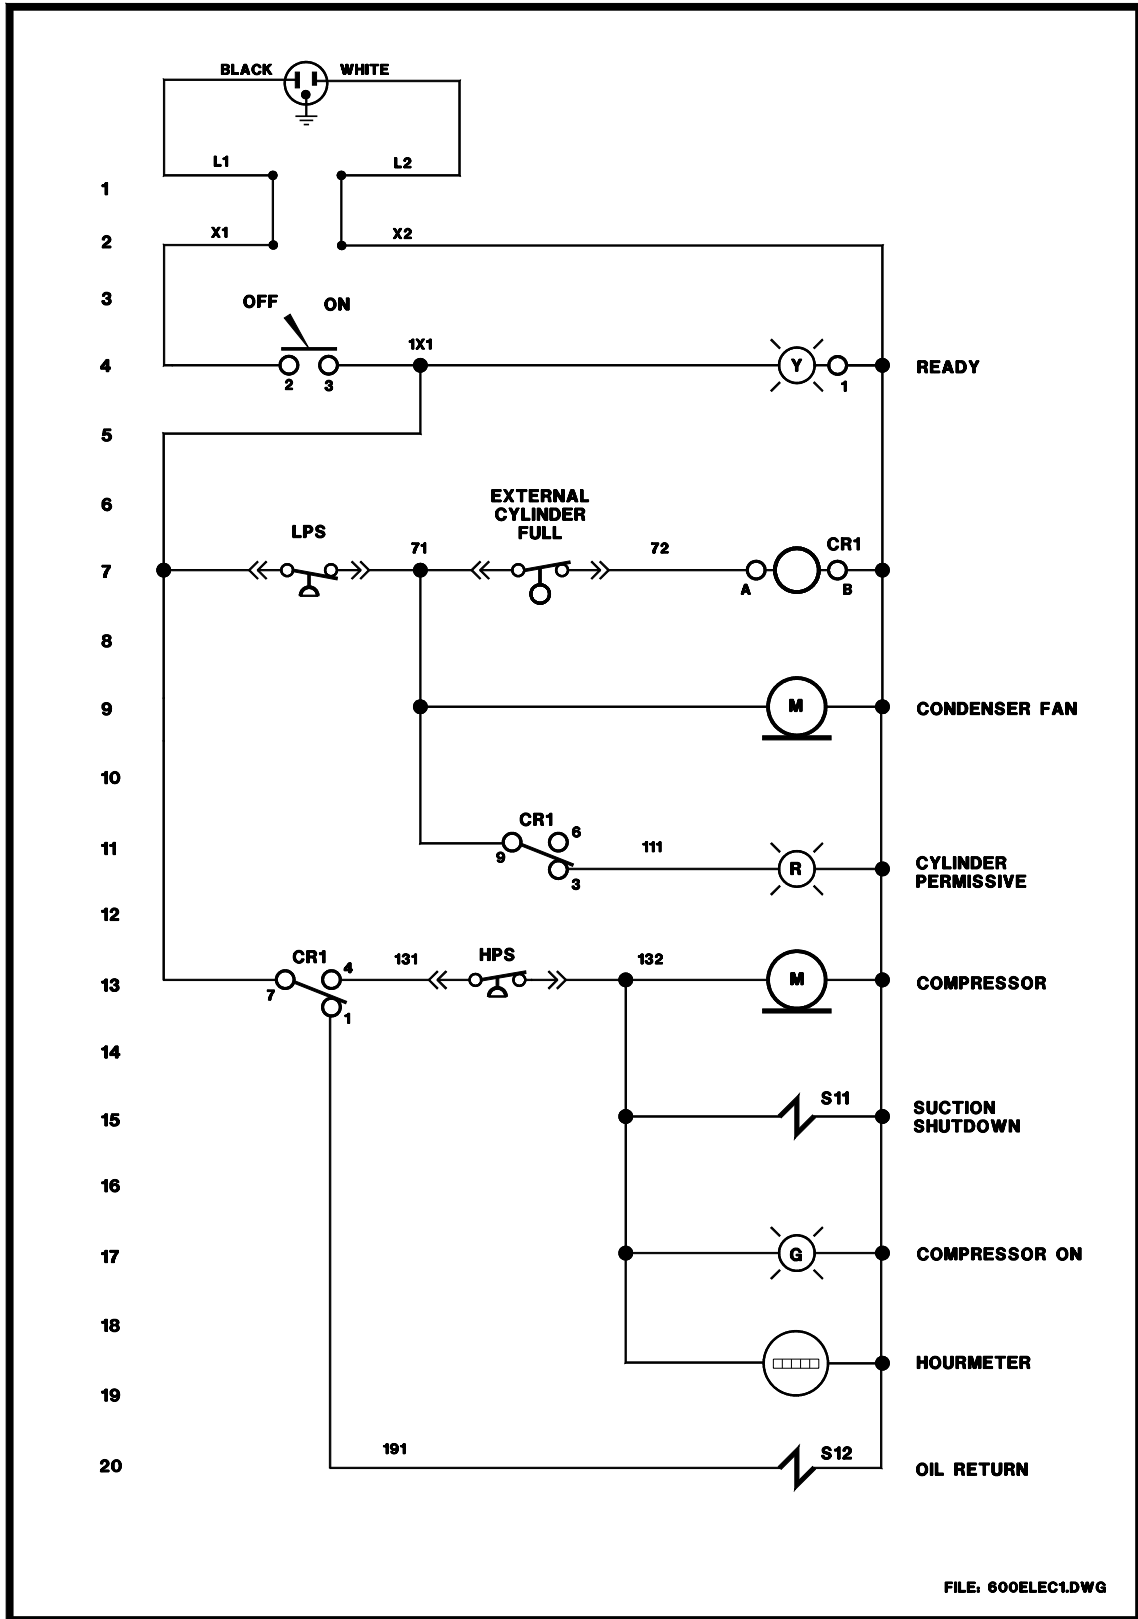 BLACK WHITE
L1 L2
1
X1 X2
2
3
OFF ON
1X1
4 2 3 Y 1 READY
5
6
EXTERNAL
CYLINDER
FULL
LPS
71 72 CR1
7 A B
8
9 M CONDENSER FAN
10
CR1
6
11 9 111 R CYLINDER
PERMISSIVE
3
12
CR1 4 131 HPS 132
13 7 M COMPRESSOR
1
14
S11
15 SUCTION
SHUTDOWN
16
17 G COMPRESSOR ON
18
HOURMETER
19
191 S12
20 OIL RETURN
FILE: 600ELEC1.DWG